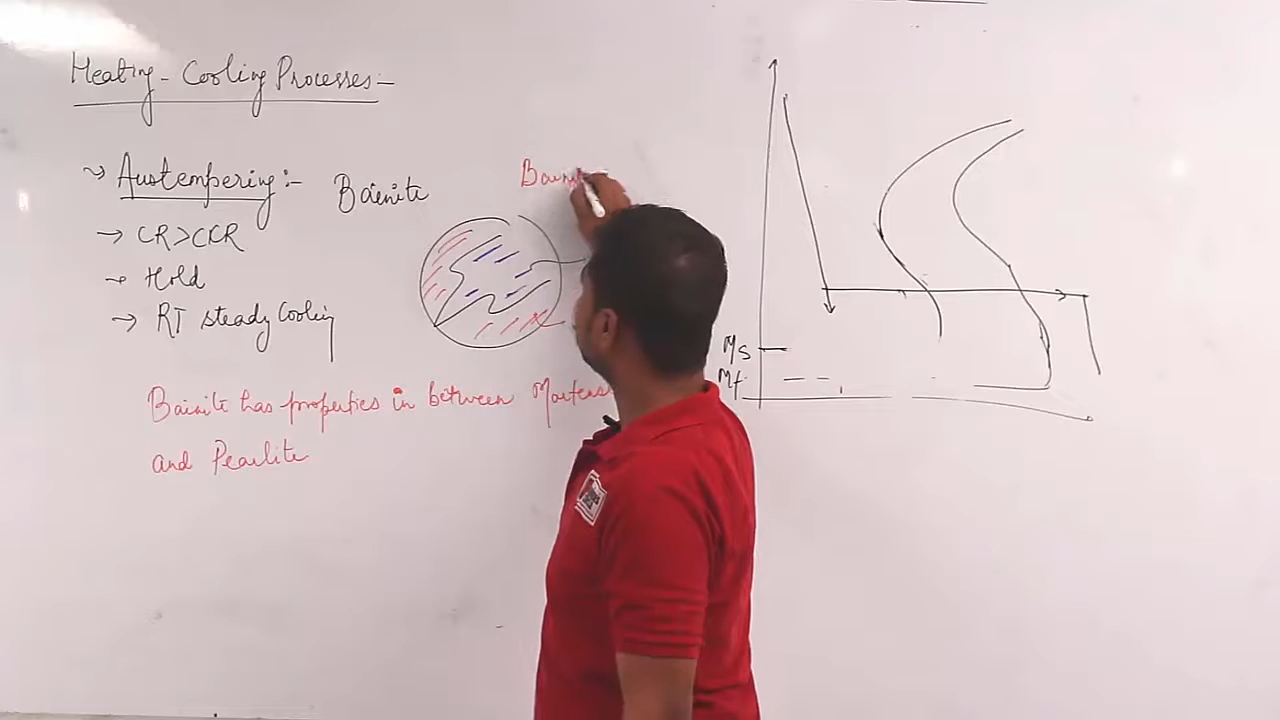 Heating - Cooling Processes:-
Austempering:- Bainite
→ CR>CCR
→ Hold
→ RT steady Cooling
Bainite has properties in between Martens
and Pearlite
Baini
Ms
Mf